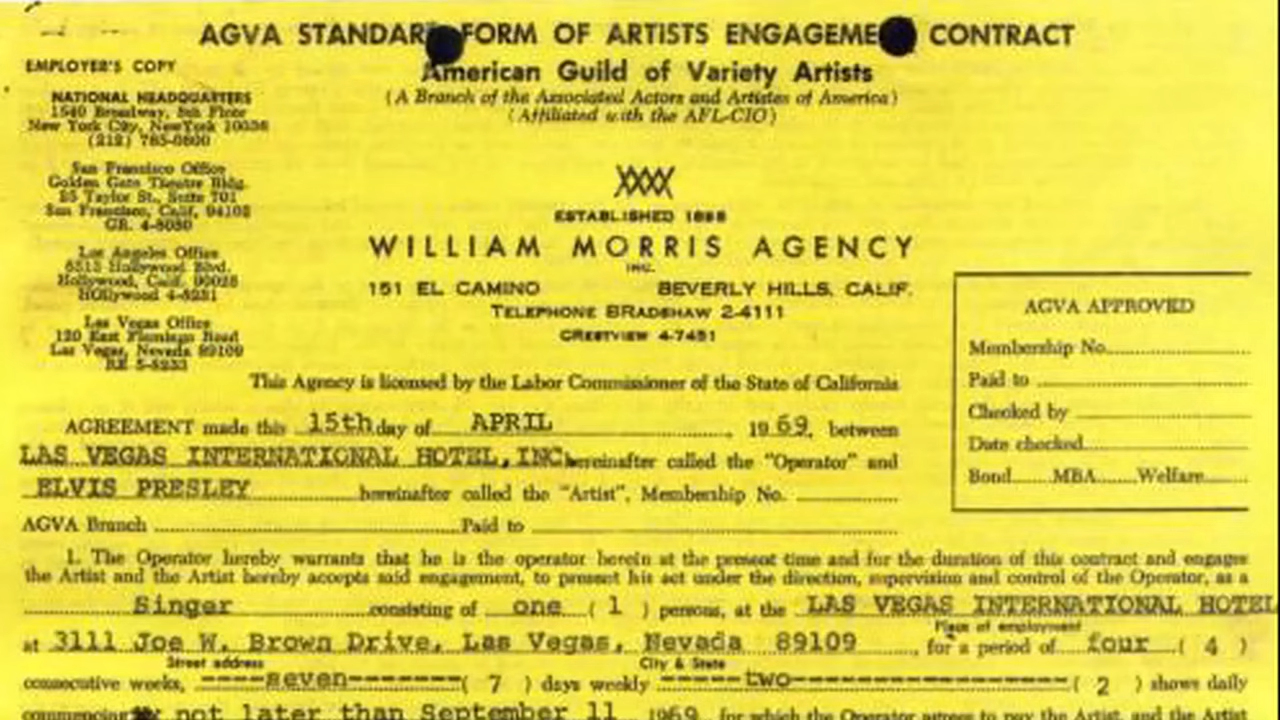 AGVA STANDARD FORM OF ARTISTS ENGAGEMENT CONTRACT
EMPLOYER'S COPY
American Guild of Variety Artists
(A Branch of the Associated Actors and Artistes of America)
(Affiliated with the AFL-CIO)
NATIONAL HEADQUARTERS
1540 Broadway, 8th Floor
New York City, New York 10036
(212) 765-0800
San Francisco Office
Golden Gate Theatre Bldg.
25 Taylor St., Suite 701
San Francisco, Calif. 94102
GR.
Los Angeles Office
Hollywood Blvd.
Hollywood, Calif. 90028
HOllywood
Las Vegas Office
120 East Flamingo Road
Las Vegas, Nevada 89109
RE
ESTABLISHED 1898
WILLIAM MORRIS AGENCY
INC.
151 EL CAMINO BEVERLY HILLS, CALIF.
TELEPHONE BRADSHAW 2-4111
CRESTVIEW 4-7451
This Agency is licensed by the Labor Commissioner of the State of California
AGVA APPROVED
Membership No.
Paid to
Checked by
Date checked
Bond MBA Welfare
AGREEMENT made this 15th day of APRIL, 1969, between
LAS VEGAS INTERNATIONAL HOTEL, INC. hereinafter called the "Operator" and
ELVIS PRESLEY hereinafter called the "Artist", Membership No.
AGVA Branch Paid to
1. The Operator hereby warrants that he is the operator herein at the present time and for the duration of this contract and engages
the Artist and the Artist hereby accepts said engagement, to present his act under the direction, supervision and control of the Operator, as a
Singer consisting of one ( 1 ) persons, at the LAS VEGAS INTERNATIONAL HOTEL
Place of employment
at 3111 Joe W. Brown Drive, Las Vegas, Nevada 89109, for a period of four ( 4 )
Street address City & State
consecutive weeks, ----seven------- ( 7 ) days weekly -----two----------------- ( 2 ) shows daily
commencing not later than September 11 1969 for which the Operator agrees to pay the Artist, and the Artist